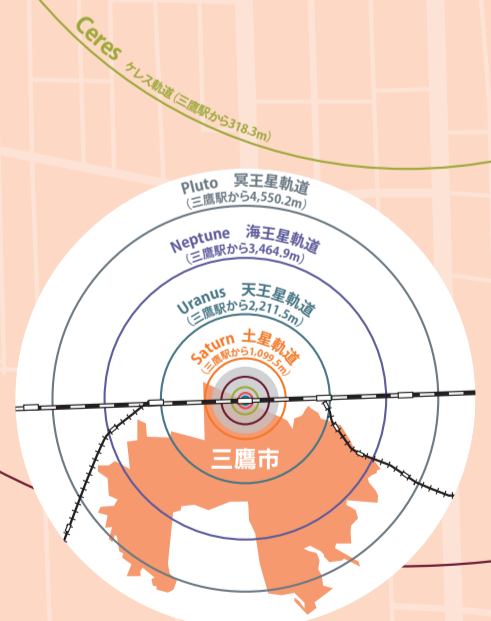 Ceres ケレス軌道(三鷹駅から318.3m)
Pluto 冥王星軌道
(三鷹駅から4,550.2m)
Neptune 海王星軌道
(三鷹駅から3,464.9m)
Uranus 天王星軌道
(三鷹駅から2,211.5m)
Saturn 土星軌道
(三鷹駅から1,099.5m)
三鷹市